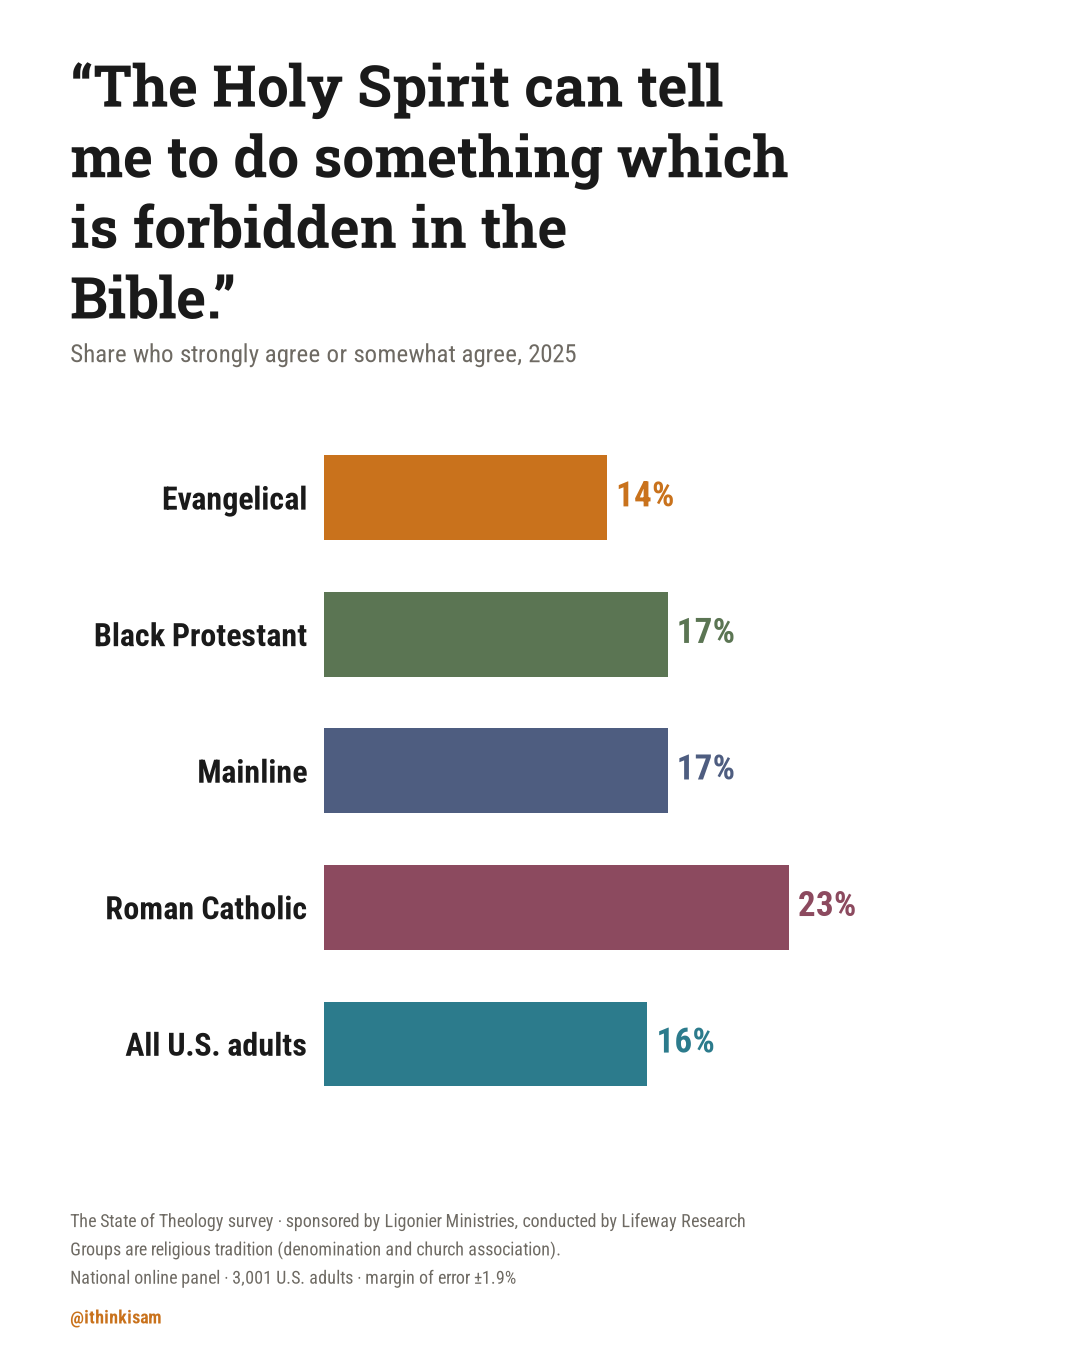 “The Holy Spirit can tell
me to do something which
is forbidden in the
Bible.”
Share who strongly agree or somewhat agree, 2025
Evangelical 14%
Black Protestant 17%
Mainline 17%
Roman Catholic 23%
All U.S. adults 16%
The State of Theology survey · sponsored by Ligonier Ministries, conducted by Lifeway Research
Groups are religious tradition (denomination and church association).
National online panel · 3,001 U.S. adults · margin of error ±1.9%
@ithinkisam